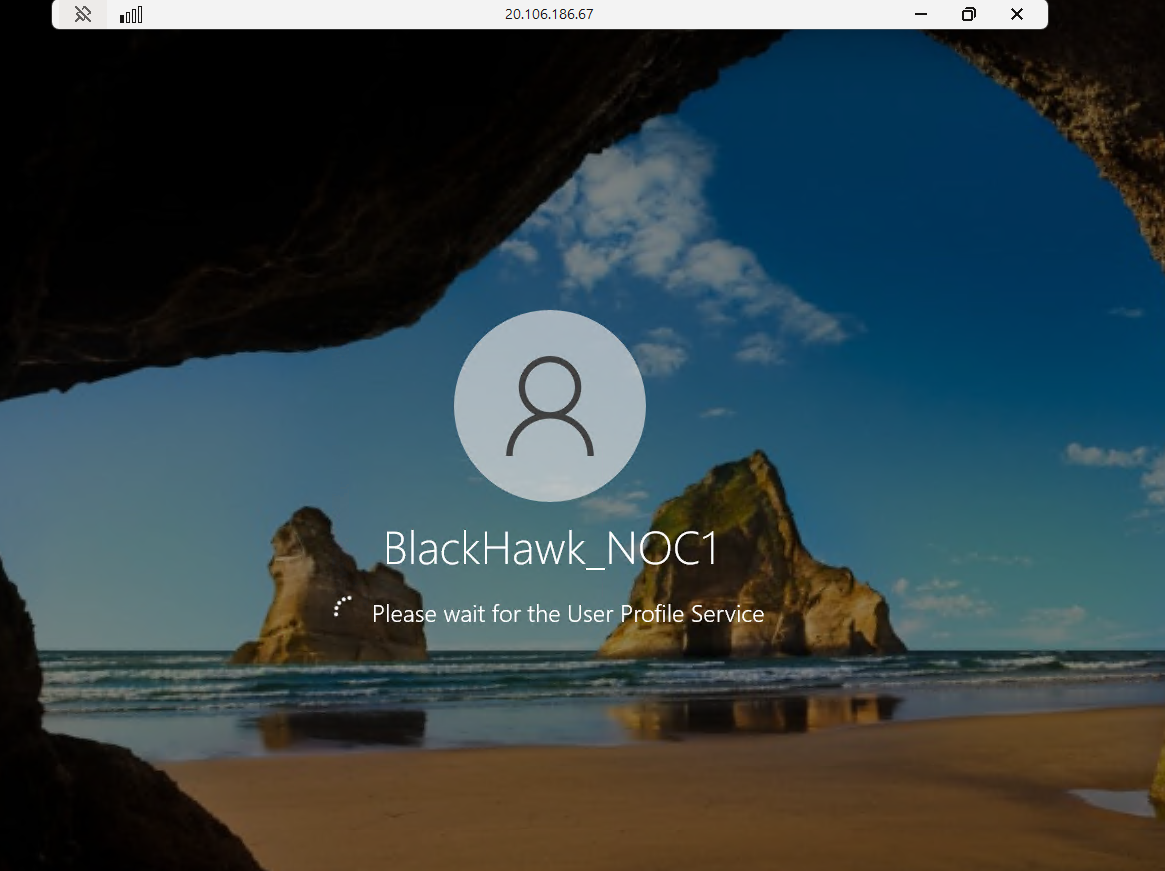 20.106.186.67
BlackHawk_NOC1
Please wait for the User Profile Service